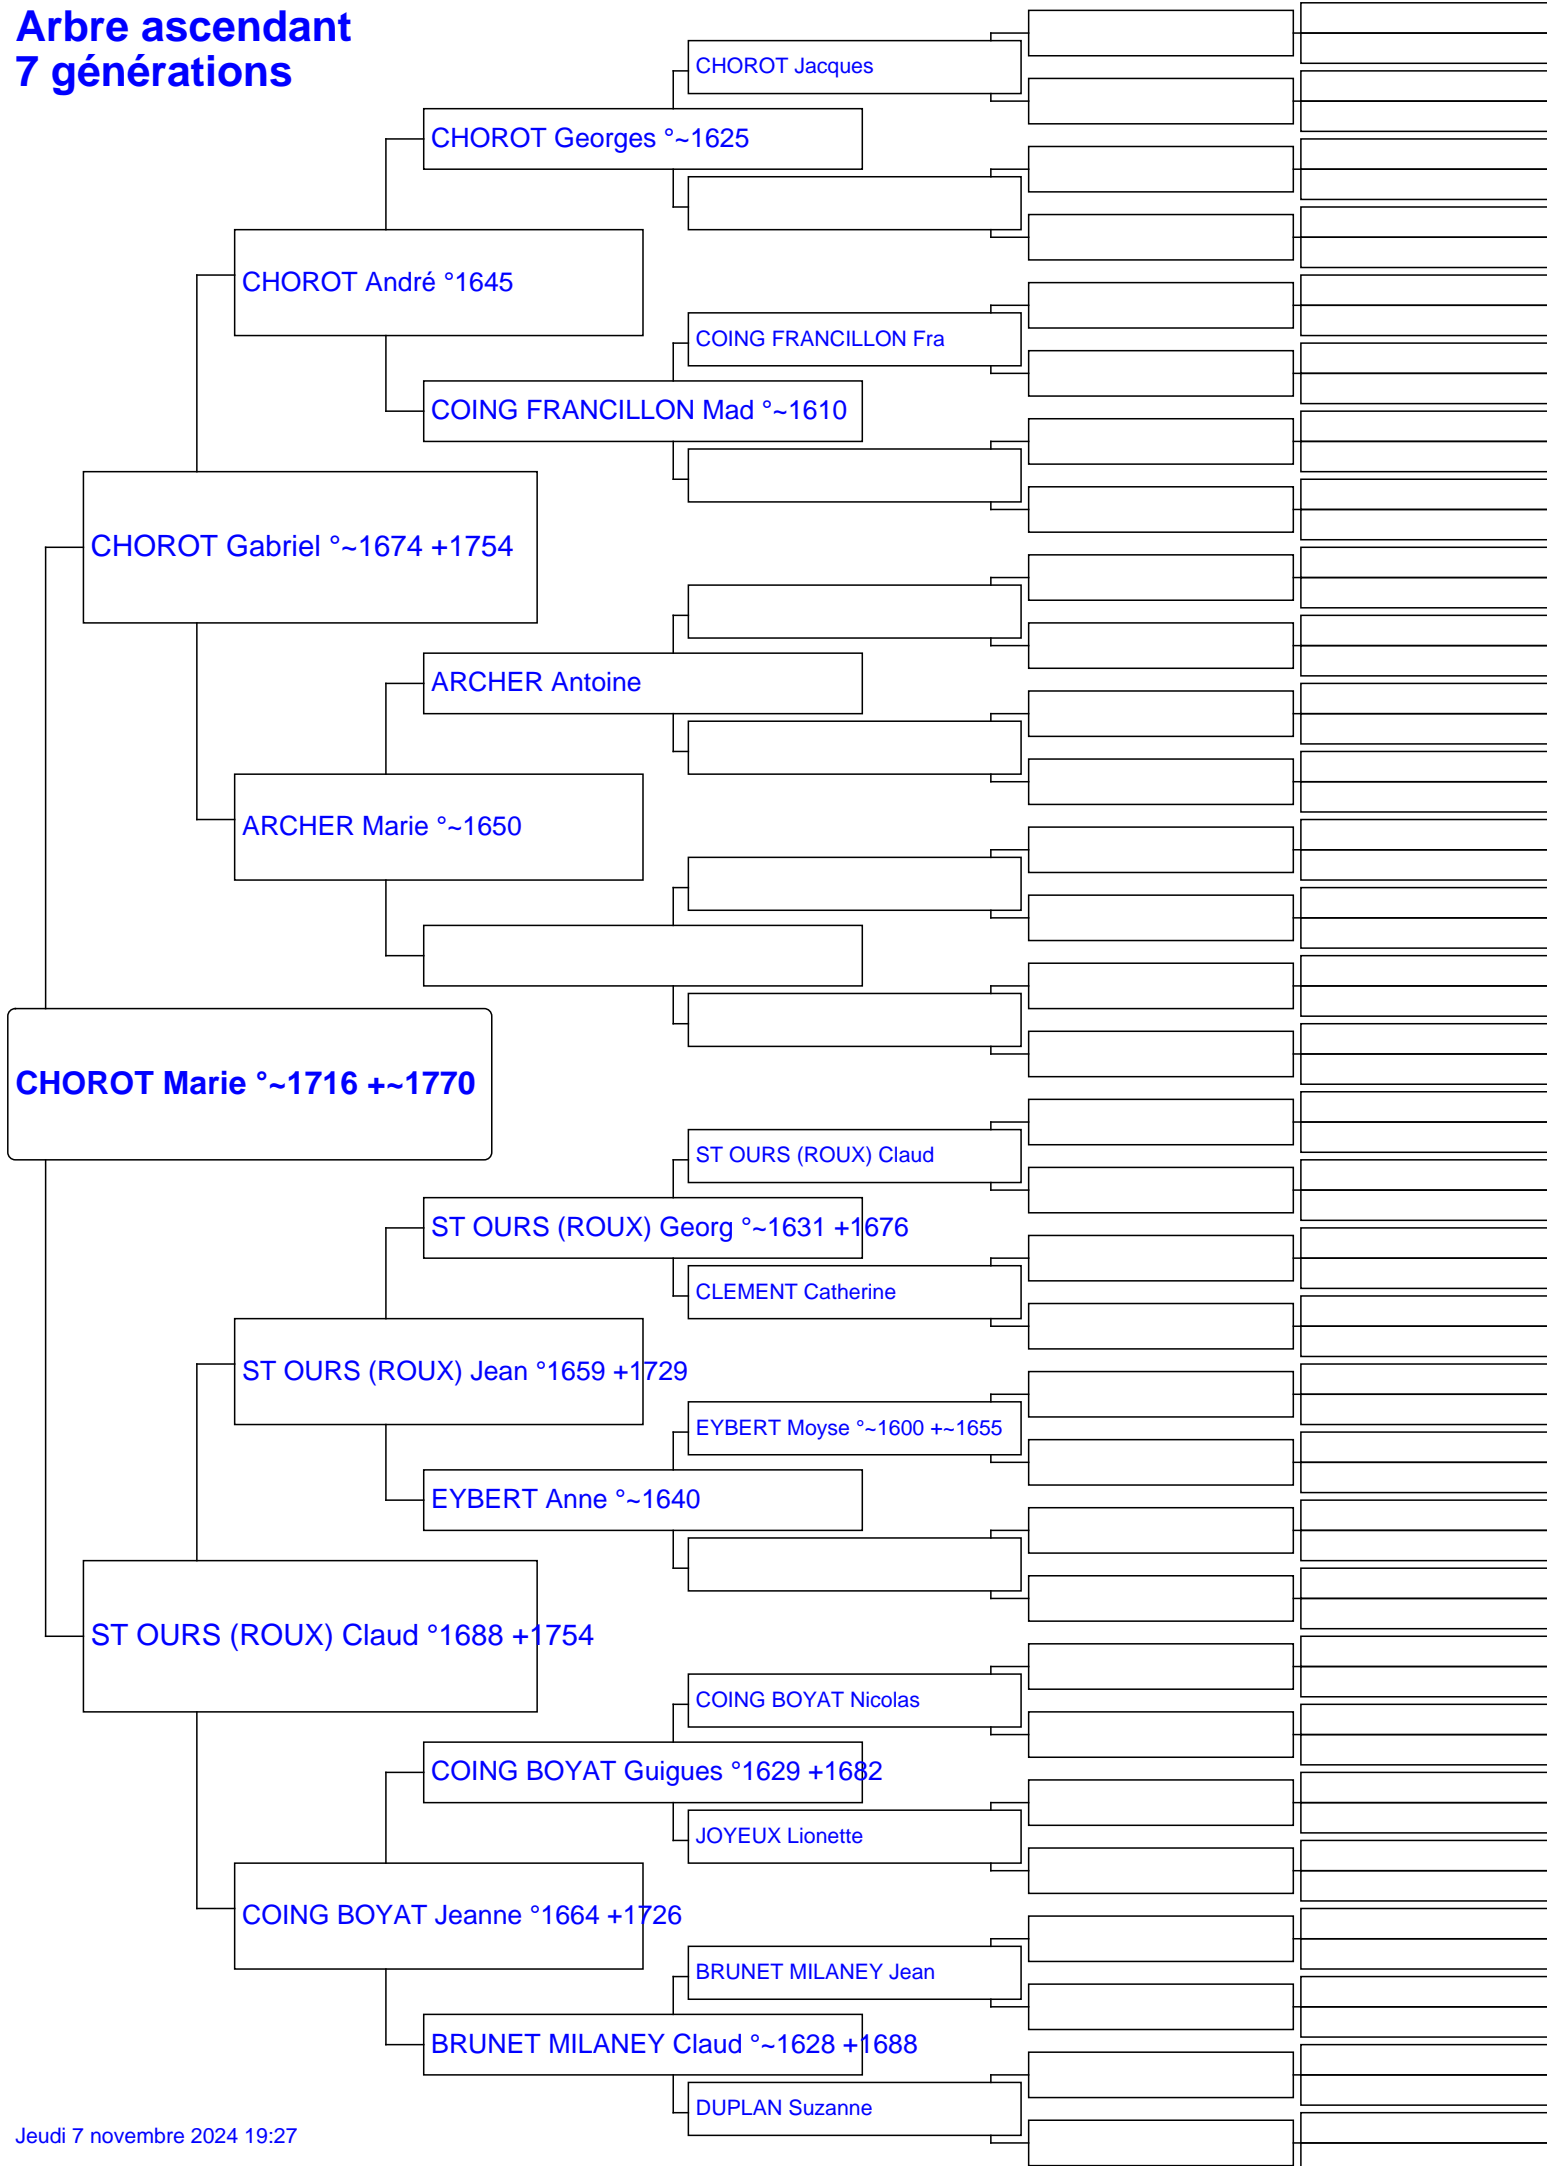 Arbre ascendant
7 générations
CHOROT Jacques
CHOROT Georges °~1625
CHOROT André °1645
COING FRANCILLON Fra
COING FRANCILLON Mad °~1610
CHOROT Gabriel °~1674 +1754
ARCHER Antoine
ARCHER Marie °~1650
CHOROT Marie °~1716 +~1770
ST OURS (ROUX) Claud
ST OURS (ROUX) Georg °~1631 +1676
CLEMENT Catherine
ST OURS (ROUX) Jean °1659 +1729
EYBERT Moyse °~1600 +~1655
EYBERT Anne °~1640
ST OURS (ROUX) Claud °1688 +1754
COING BOYAT Nicolas
COING BOYAT Guigues °1629 +1682
JOYEUX Lionette
COING BOYAT Jeanne °1664 +1726
BRUNET MILANEY Jean
BRUNET MILANEY Claud °~1628 +1688
DUPLAN Suzanne
Jeudi 7 novembre 2024 19:27